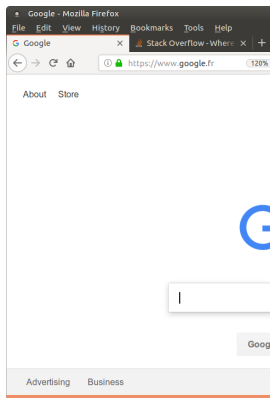 Google - Mozilla Firefox
File Edit View History Bookmarks Tools Help
G Google × Stack Overflow - Where × +
https://www.google.fr 120%
About Store
G
Goog
Advertising Business